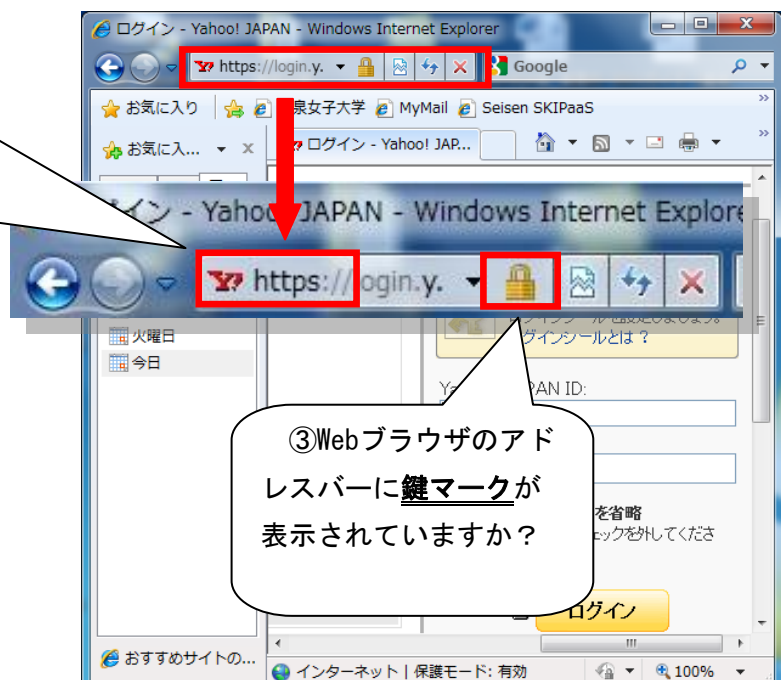 ログイン - Yahoo! JAPAN - Windows Internet Explorer
https://login.y.
Google
お気に入り
泉女子大学 MyMail Seisen SKIPaaS
お気に入...
ログイン - Yahoo! JAP...
イン - Yahoo! JAPAN - Windows Internet Explore
https://login.y.
火曜日
今日
グインシールとは？
PAN ID:
③Webブラウザのアド
レスバーに鍵マークが
表示されていますか？
を省略
ェックを外してくださ
ログイン
おすすめサイトの...
インターネット | 保護モード: 有効
100%